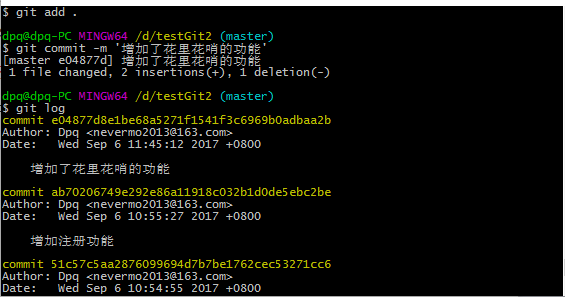 $ git add .
dpq@dpq-PC MINGW64 /d/testGit2 (master)
$ git commit -m '增加了花里花哨的功能'
[master e04877d] 增加了花里花哨的功能
1 file changed, 2 insertions(+), 1 deletion(-)
dpq@dpq-PC MINGW64 /d/testGit2 (master)
$ git log
commit e04877d8e1be68a5271f1541f3c6969b0adbaa2b
Author: Dpq <nevermo2013@163.com>
Date: Wed Sep 6 11:45:12 2017 +0800
增加了花里花哨的功能
commit ab70206749e292e86a11918c032b1d0de5ebc2be
Author: Dpq <nevermo2013@163.com>
Date: Wed Sep 6 10:55:27 2017 +0800
增加注册功能
commit 51c57c5aa2876099694d7b7be1762cec53271cc6
Author: Dpq <nevermo2013@163.com>
Date: Wed Sep 6 10:54:55 2017 +0800